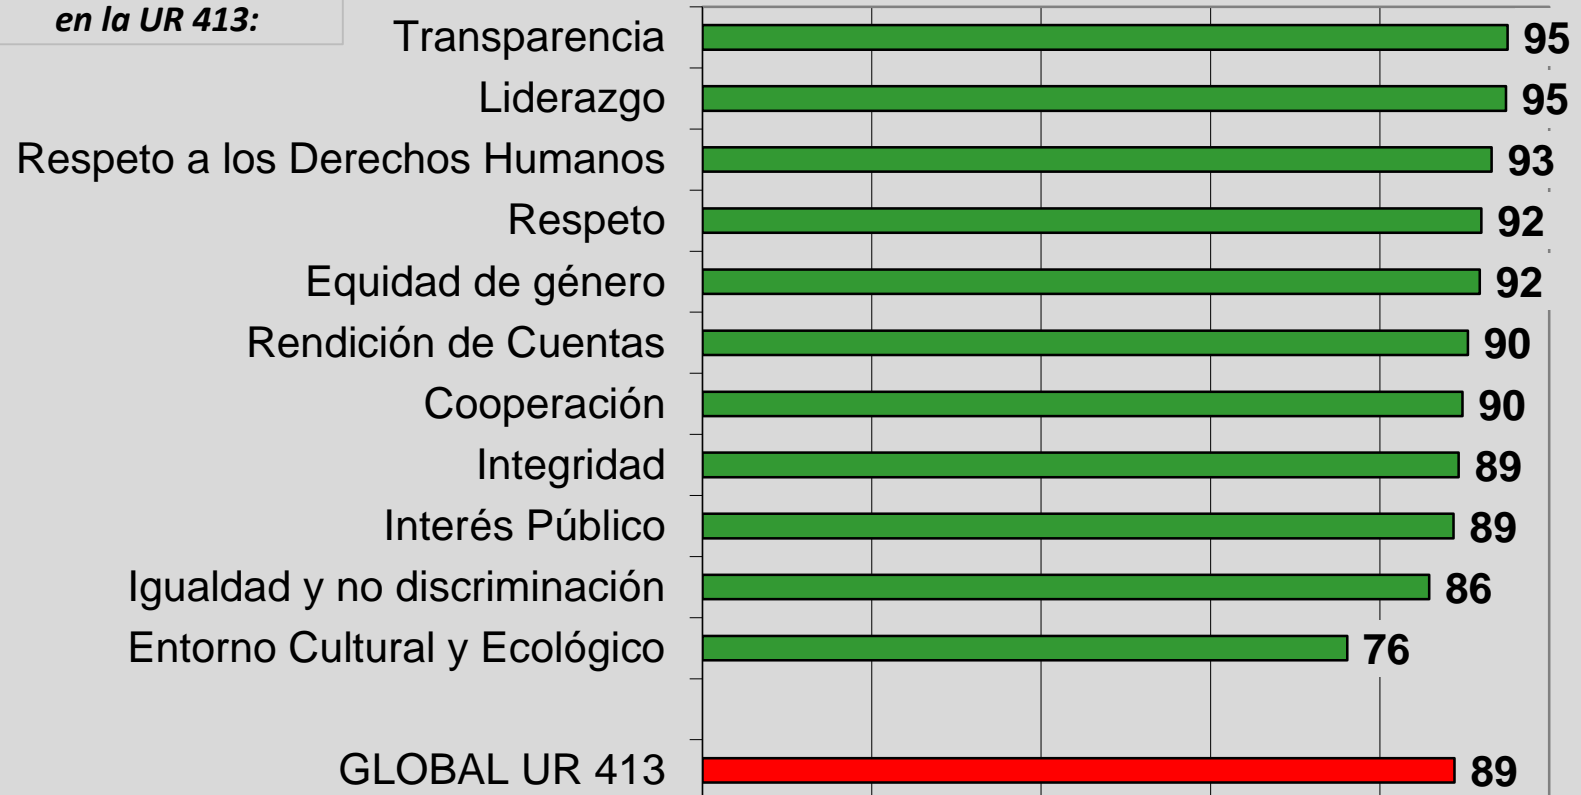 en la UR 413:
Transparencia 95
Liderazgo 95
Respeto a los Derechos Humanos 93
Respeto 92
Equidad de género 92
Rendición de Cuentas 90
Cooperación 90
Integridad 89
Interés Público 89
Igualdad y no discriminación 86
Entorno Cultural y Ecológico 76
GLOBAL UR 413 89